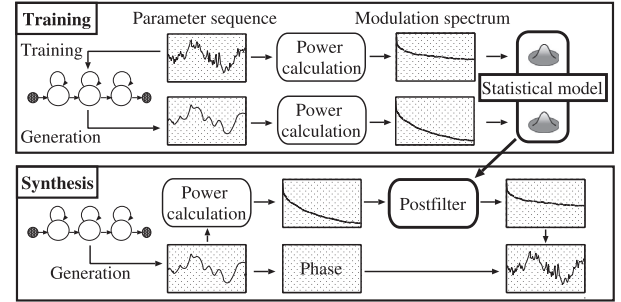 Training
Parameter sequence
Modulation spectrum
Training
Power
calculation
Statistical model
Power
calculation
Generation
Synthesis
Power
calculation
Postfilter
Generation
Phase